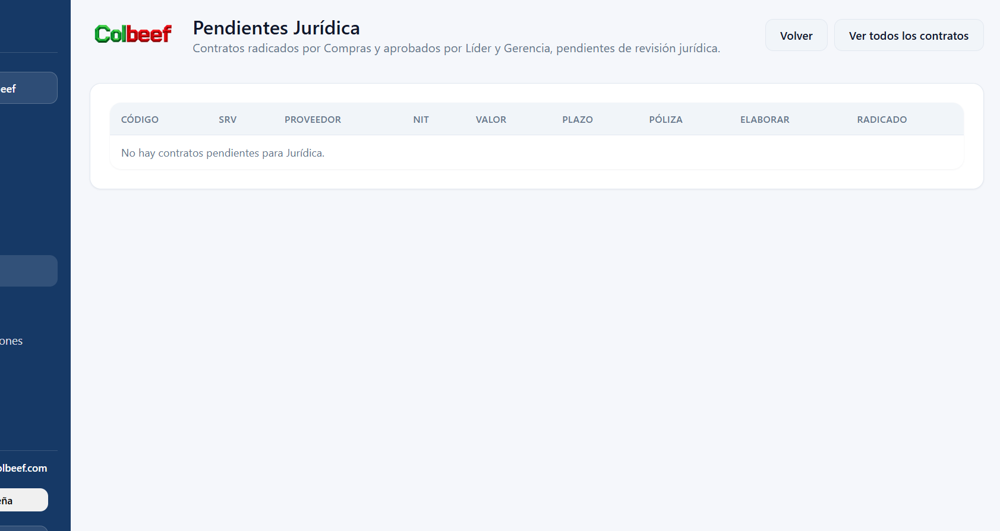 Colbeef
Pendientes Jurídica
Contratos radicados por Compras y aprobados por Líder y Gerencia, pendientes de revisión jurídica.
Volver
Ver todos los contratos
eef
CÓDIGO SRV PROVEEDOR NIT VALOR PLAZO PÓLIZA ELABORAR RADICADO
No hay contratos pendientes para Jurídica.
ones
olbeef.com
eña